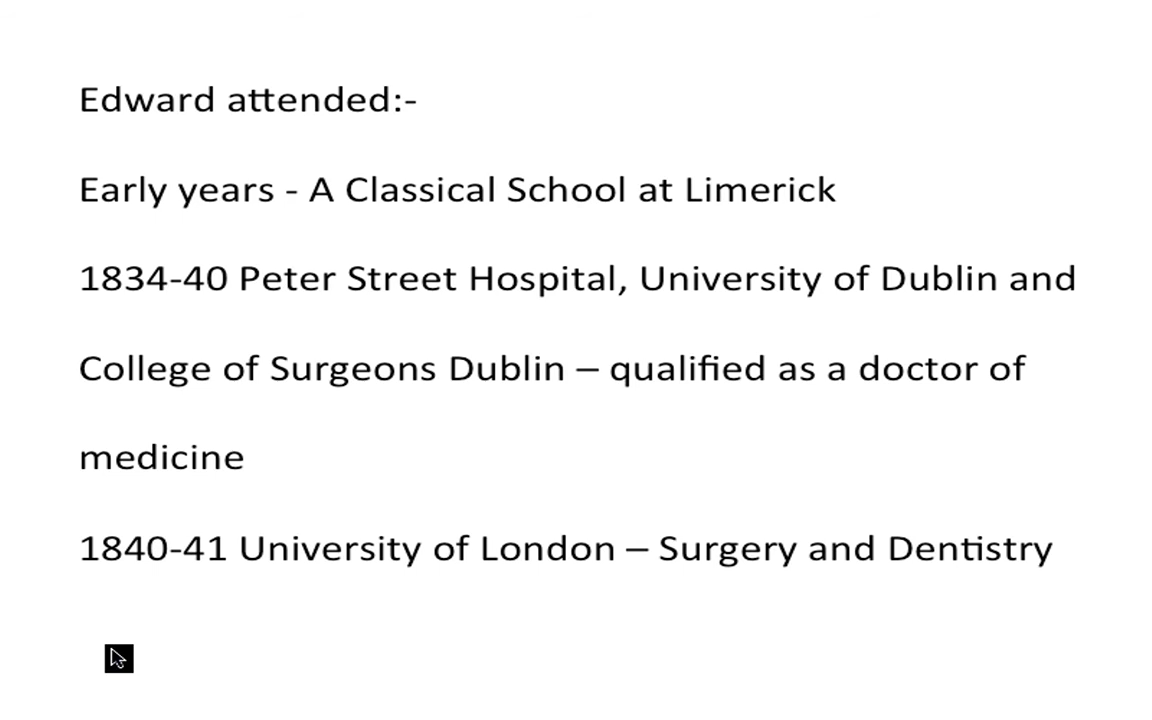 Edward attended:-
Early years - A Classical School at Limerick
1834-40 Peter Street Hospital, University of Dublin and
College of Surgeons Dublin – qualified as a doctor of
medicine
1840-41 University of London – Surgery and Dentistry